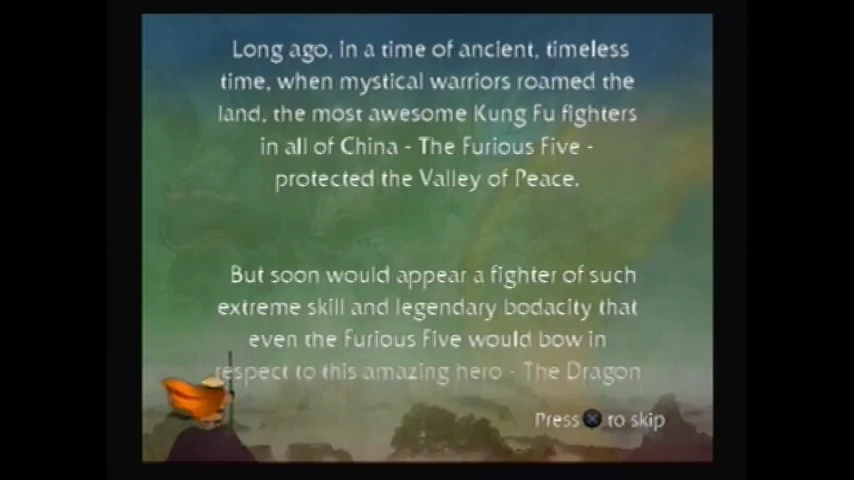 Long ago, in a time of ancient, timeless
time, when mystical warriors roamed the
land, the most awesome Kung Fu fighters
in all of China - The Furious Five -
protected the Valley of Peace.
But soon would appear a fighter of such
extreme skill and legendary bodacity that
even the Furious Five would bow in
respect to this amazing hero - The Dragon
Press X to skip